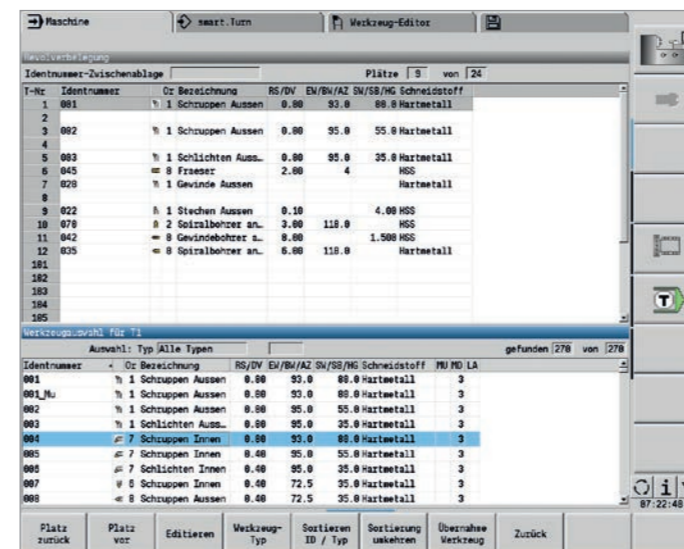 Maschine smart.Turn Werkzeug-Editor
Revolverbelegung
Identnummer-Zwischenablage Plätze 9 von 24
T-Nr Identnummer Or Bezeichnung RS/DV EW/BW/AZ SW/SB/HG Schneidstoff
1 001 1 Schruppen Aussen 0.80 93.0 80.0 Hartmetall
2
3 002 1 Schruppen Aussen 0.80 95.0 55.0 Hartmetall
4
5 003 1 Schlichten Auss… 0.80 95.0 35.0 Hartmetall
6 045 8 Fraeser 2.00 4 HSS
7 020 1 Gewinde Aussen Hartmetall
8
9 022 1 Stechen Aussen 0.10 4.00 HSS
10 070 2 Spiralbohrer an… 3.00 118.0 HSS
11 042 8 Gewindebohrer a… 8.00 1.500 HSS
12 035 8 Spiralbohrer an… 6.00 118.0 Hartmetall
101
102
103
104
105
Werkzeugauswahl für T1
Auswahl: Typ Alle Typen gefunden 270 von 270
Identnummer Or Bezeichnung RS/DV EW/BW/AZ SW/SB/HG Schneidstoff MU MD LA
001 1 Schruppen Aussen 0.80 93.0 80.0 Hartmetall 3
001_Mu 1 Schruppen Aussen 0.80 93.0 80.0 Hartmetall 3
002 1 Schruppen Aussen 0.80 95.0 55.0 Hartmetall 3
003 1 Schlichten Auss… 0.80 95.0 35.0 Hartmetall 3
004 7 Schruppen Innen 0.80 93.0 80.0 Hartmetall 3
005 7 Schruppen Innen 0.40 95.0 55.0 Hartmetall 3
006 7 Schlichten Innen 0.40 95.0 35.0 Hartmetall 3
007 6 Schruppen Innen 0.40 72.5 35.0 Hartmetall 3
008 8 Schruppen Aussen 0.40 72.5 35.0 Hartmetall 3
07:22:48
Platz zurück Platz vor Editieren Werkzeug-Typ Sortieren ID / Typ Sortierung umkehren Übernahme Werkzeug Zurück